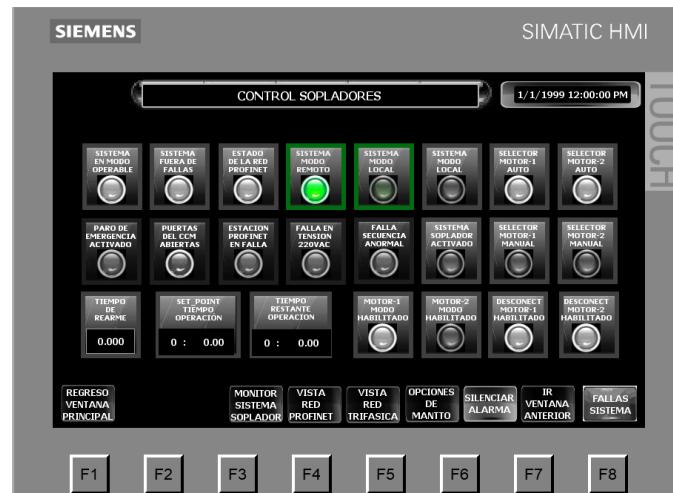 SIEMENS
SIMATIC HMI
TOUCH
CONTROL SOPLADORES
1/1/1999 12:00:00 PM
SISTEMA
EN MODO
OPERABLE
SISTEMA
FUERA DE
FALLAS
ESTADO
DE LA RED
PROFINET
SISTEMA
MODO
REMOTO
SISTEMA
MODO
LOCAL
SISTEMA
MODO
LOCAL
SELECTOR
MOTOR-1
AUTO
SELECTOR
MOTOR-2
AUTO
PARO DE
EMERGENCIA
ACTIVADO
PUERTAS
DEL CCM
ABIERTAS
ESTACION
PROFINET
EN FALLA
FALLA EN
TENSION
220VAC
FALLA
SECUENCIA
ANORMAL
SISTEMA
SOPLADOR
ACTIVADO
SELECTOR
MOTOR-1
MANUAL
SELECTOR
MOTOR-2
MANUAL
TIEMPO
DE
REARME
0.000
SET_POINT
TIEMPO
OPERACION
0 : 0.00
TIEMPO
RESTANTE
OPERACION
0 : 0.00
MOTOR-1
MODO
HABILITADO
MOTOR-2
MODO
HABILITADO
DESCONECT
MOTOR-1
HABILITADO
DESCONECT
MOTOR-2
HABILITADO
REGRESO
VENTANA
PRINCIPAL
MONITOR
SISTEMA
SOPLADOR
VISTA
RED
PROFINET
VISTA
RED
TRIFASICA
OPCIONES
DE
MANTTO
SILENCIAR
ALARMA
IR
VENTANA
ANTERIOR
FALLAS
SISTEMA
F1
F2
F3
F4
F5
F6
F7
F8